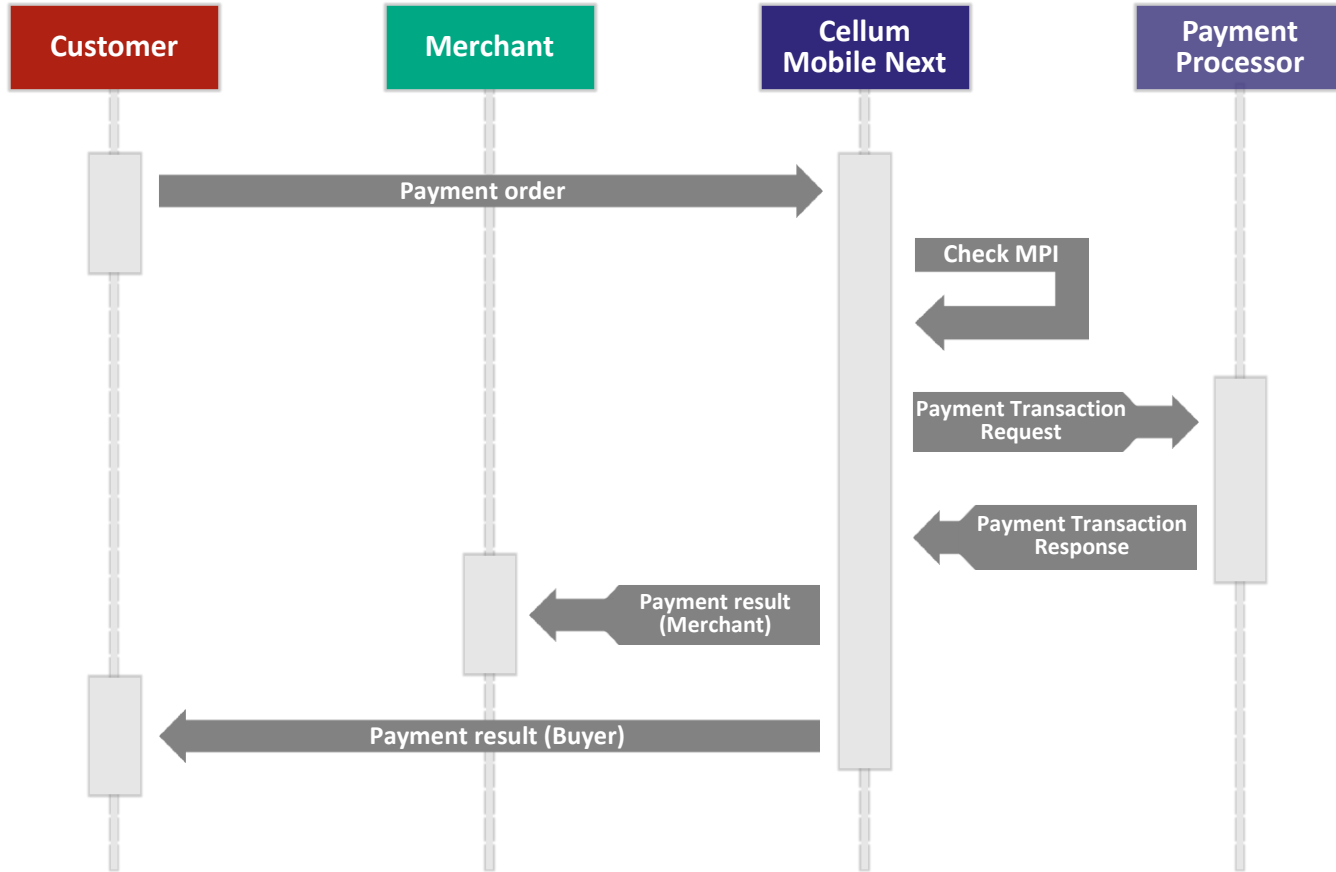 Customer
Merchant
Cellum
Mobile Next
Payment
Processor
Payment order
Check MPI
Payment Transaction
Request
Payment Transaction
Response
Payment result
(Merchant)
Payment result (Buyer)